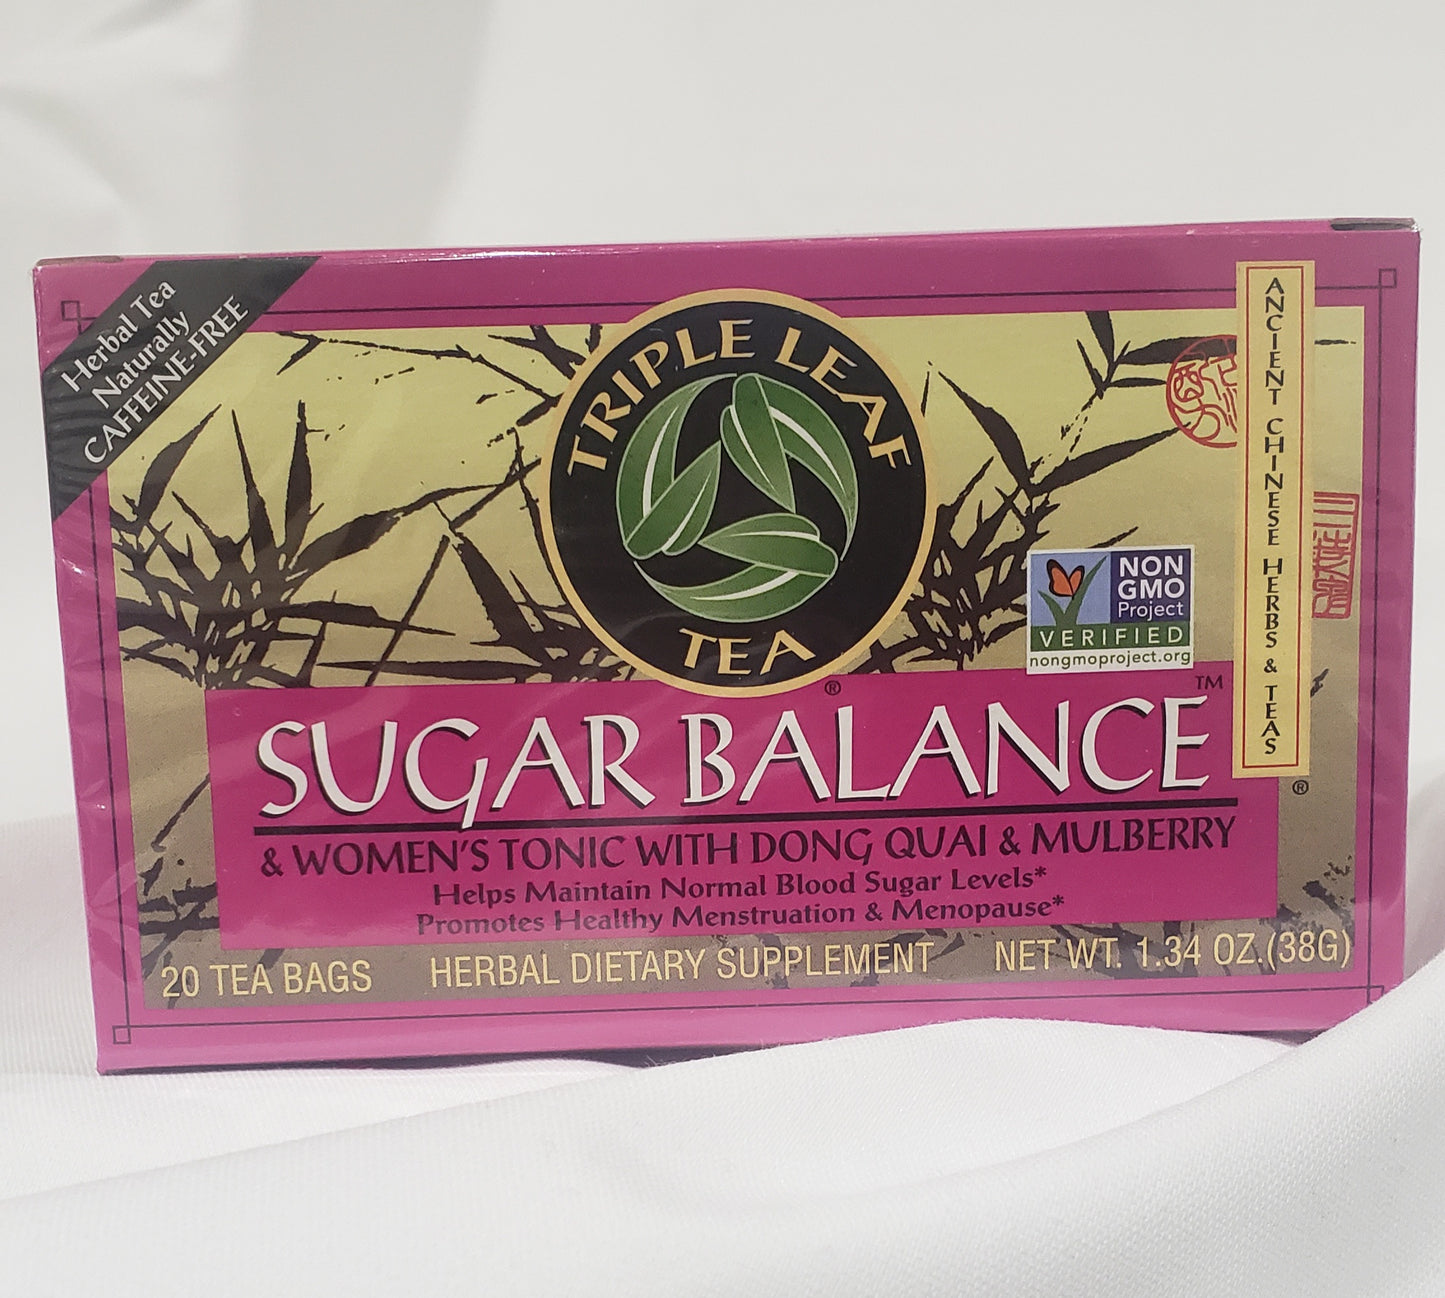 Herbal Tea
Naturally
CAFFEINE-FREE
TRIPLE LEAF
TEA
®
NON
GMO
Project
VERIFIED
nongmoproject.org
ANCIENT CHINESE HERBS & TEAS
®
SUGAR BALANCE™
& WOMEN'S TONIC WITH DONG QUAI & MULBERRY
Helps Maintain Normal Blood Sugar Levels*
Promotes Healthy Menstruation & Menopause*
20 TEA BAGS HERBAL DIETARY SUPPLEMENT NET WT. 1.34 OZ.(38G)